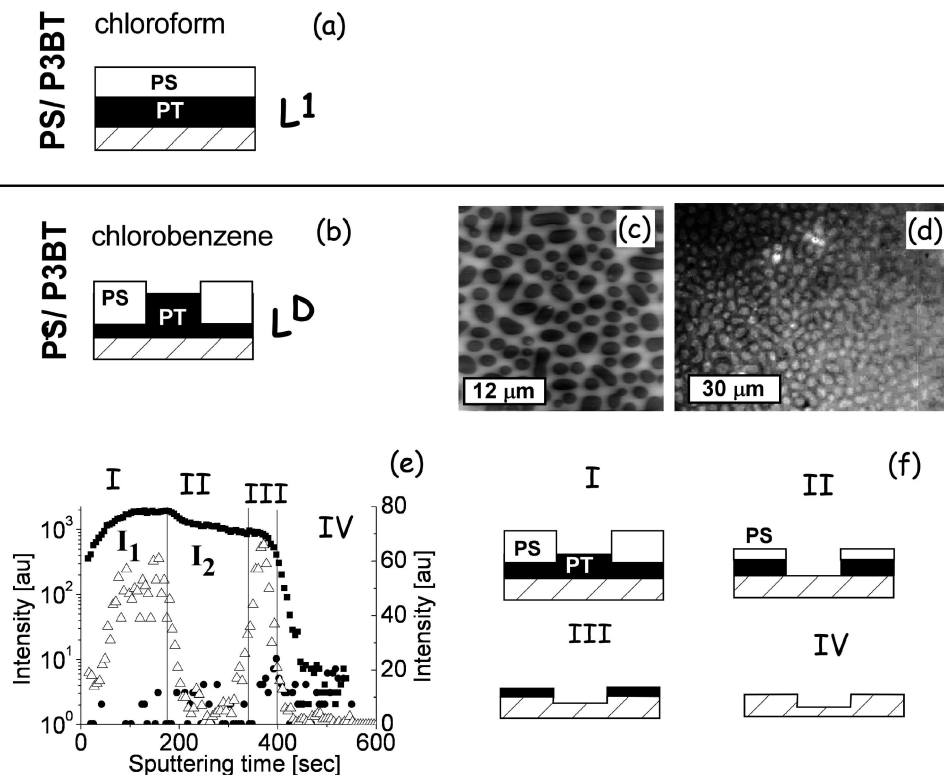 PS/ P3BT
chloroform
(a)
PS
PT
L1
PS/ P3BT
chlorobenzene
(b)
PS
PT
LD
(c)
12 μm
(d)
30 μm
(e)
I
II
III
IV
Intensity [au]
10³
10²
10¹
10⁰
I₁
I₂
80
60
40
20
0
Intensity [au]
0
200
400
600
Sputtering time [sec]
(f)
I
PS
PT
II
PS
III
IV